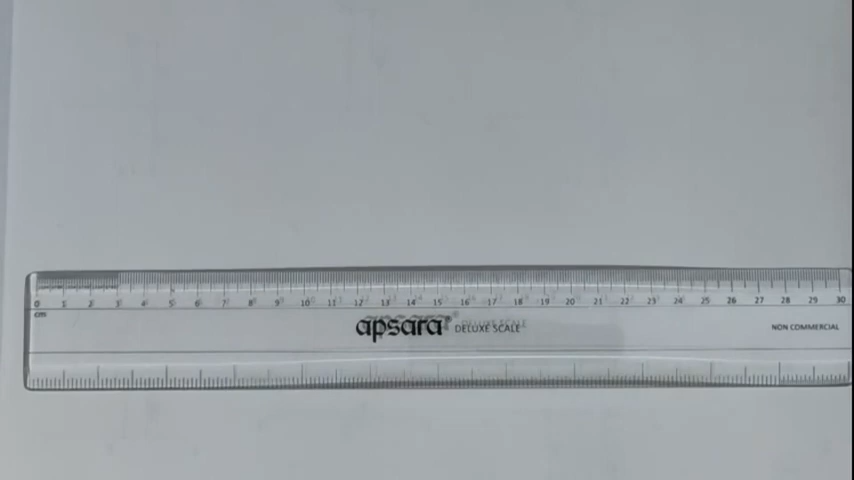 0 1 2 3 4 5 6 7 8 9 10 11 12 13 14 15 16 17 18 19 20 21 22 23 24 25 26 27 28 29 30
cm
apsara® DELUXE SCALE
NON COMMERCIAL